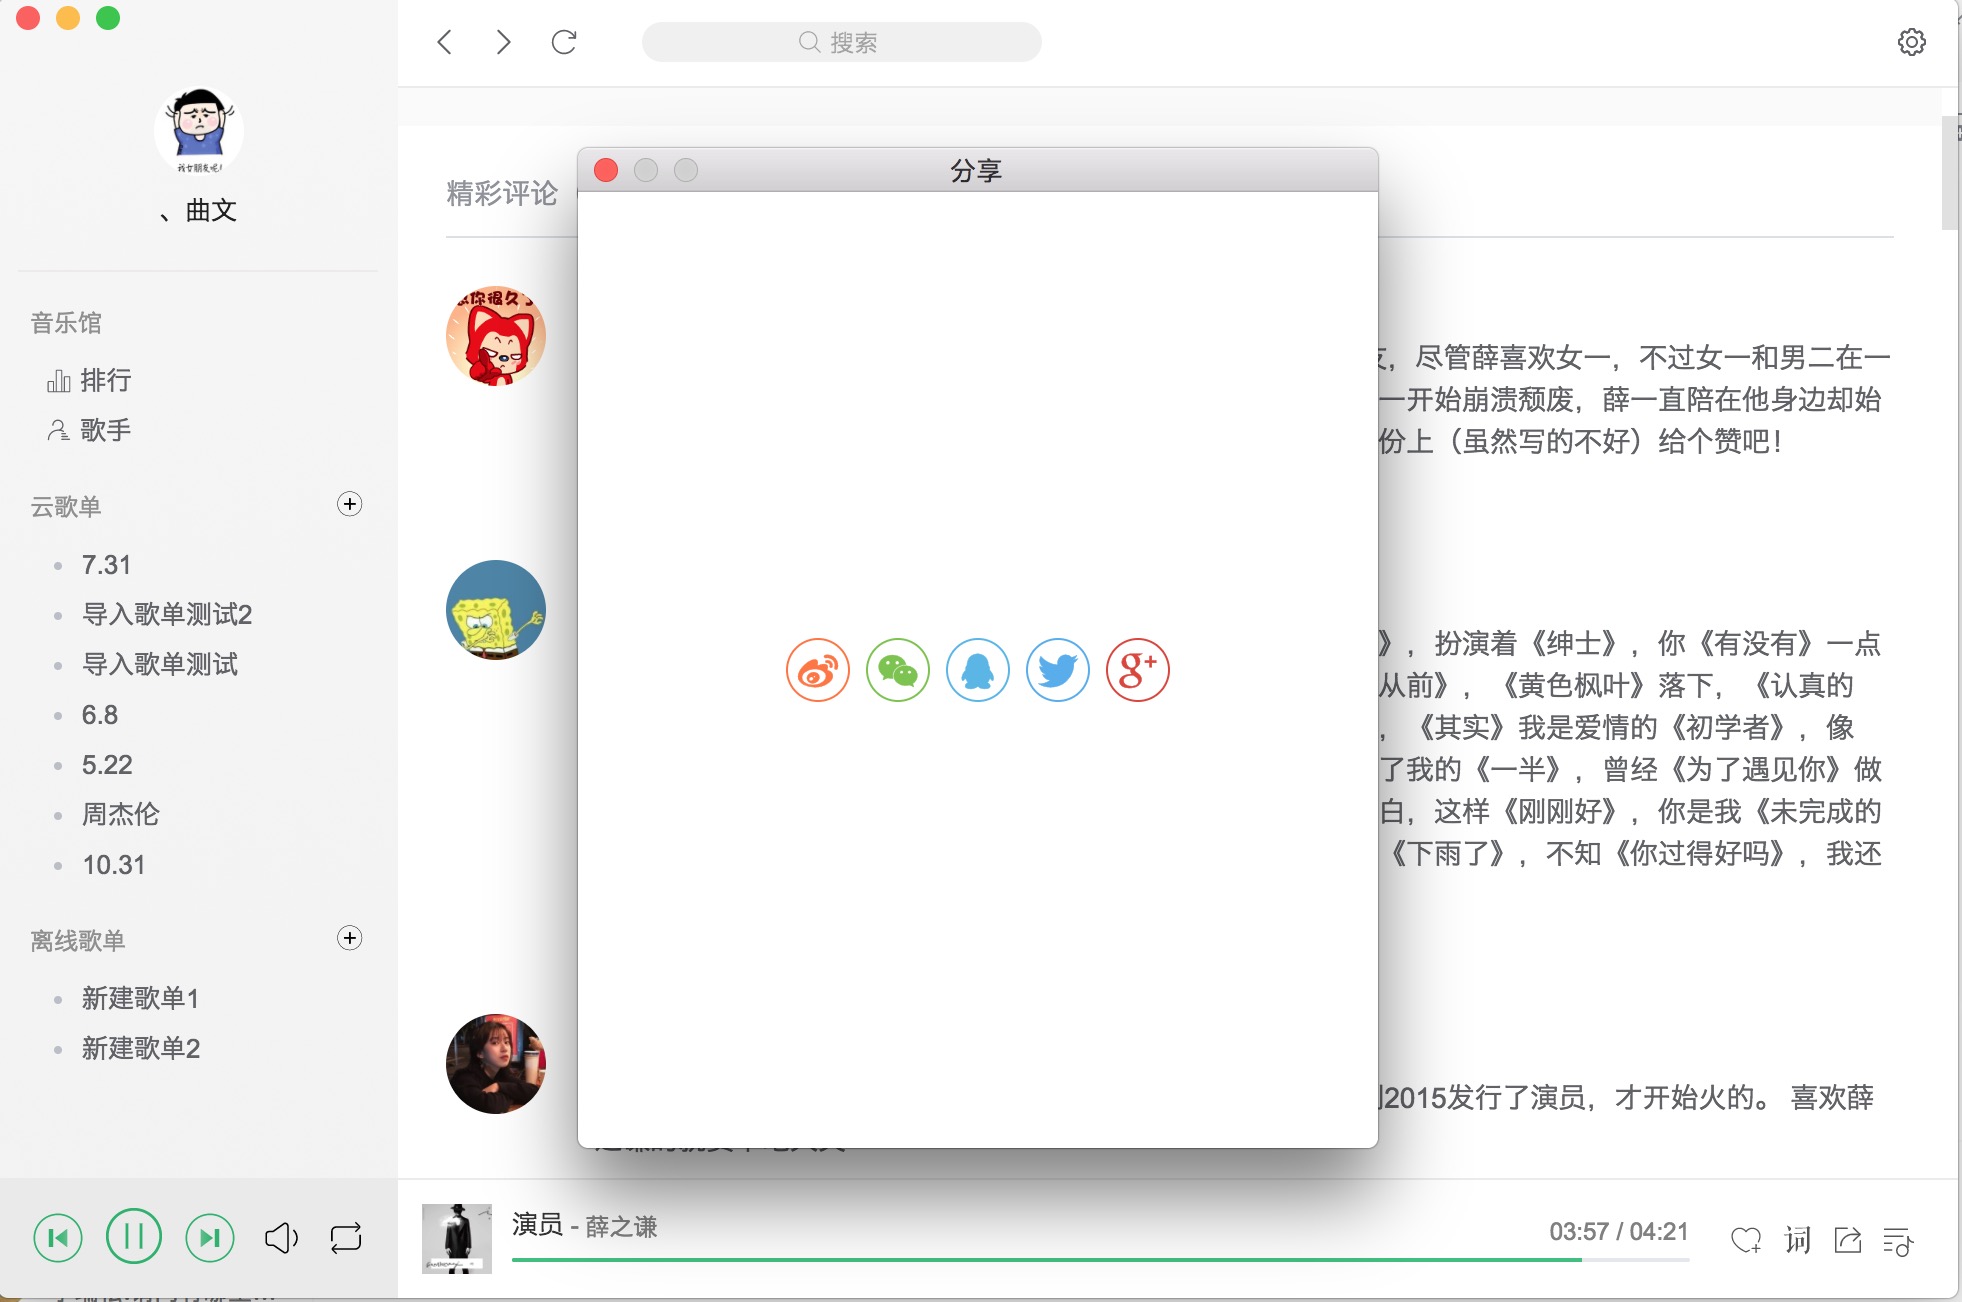 搜索
我女朋友呢!
、曲文
音乐馆
排行
歌手
云歌单
7.31
导入歌单测试2
导入歌单测试
6.8
5.22
周杰伦
10.31
离线歌单
新建歌单1
新建歌单2
分享
精彩评论
你很久
，尽管薛喜欢女一，不过女一和男二在一
一开始崩溃颓废，薛一直陪在他身边却始
份上（虽然写的不好）给个赞吧！
》，扮演着《绅士》，你《有没有》一点
从前》，《黄色枫叶》落下，《认真的
，《其实》我是爱情的《初学者》，像
了我的《一半》，曾经《为了遇见你》做
白，这样《刚刚好》，你是我《未完成的
《下雨了》，不知《你过得好吗》，我还
2015发行了演员，才开始火的。 喜欢薛
演员 - 薛之谦
03:57 / 04:21
词